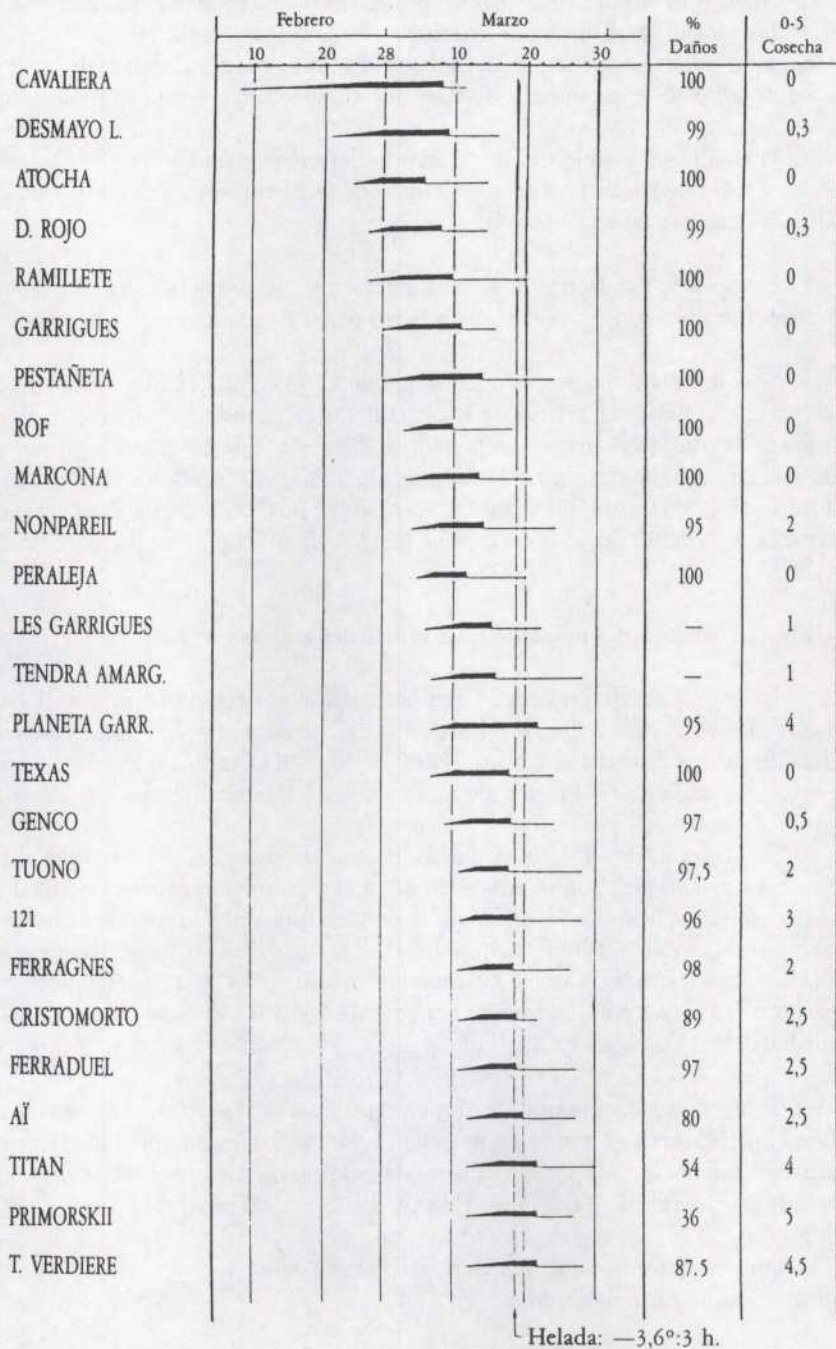 Febrero Marzo % 0-5
10 20 28 10 20 30 Daños Cosecha
CAVALIERA 100 0
DESMAYO L. 99 0,3
ATOCHA 100 0
D. ROJO 99 0,3
RAMILLETE 100 0
GARRIGUES 100 0
PESTAÑETA 100 0
ROF 100 0
MARCONA 100 0
NONPAREIL 95 2
PERALEJA 100 0
LES GARRIGUES — 1
TENDRA AMARG. — 1
PLANETA GARR. 95 4
TEXAS 100 0
GENCO 97 0,5
TUONO 97,5 2
121 96 3
FERRAGNES 98 2
CRISTOMORTO 89 2,5
FERRADUEL 97 2,5
AÏ 80 2,5
TITAN 54 4
PRIMORSKII 36 5
T. VERDIERE 87,5 4,5
Helada: —3,6º:3 h.